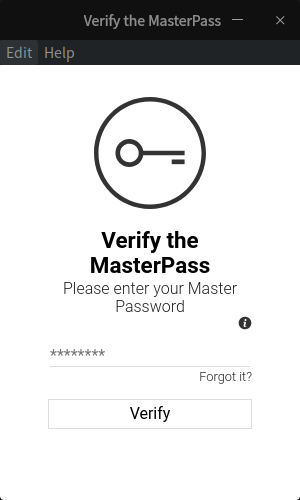 Verify the MasterPass
Edit Help
Verify the
MasterPass
Please enter your Master
Password
********
Forgot it?
Verify